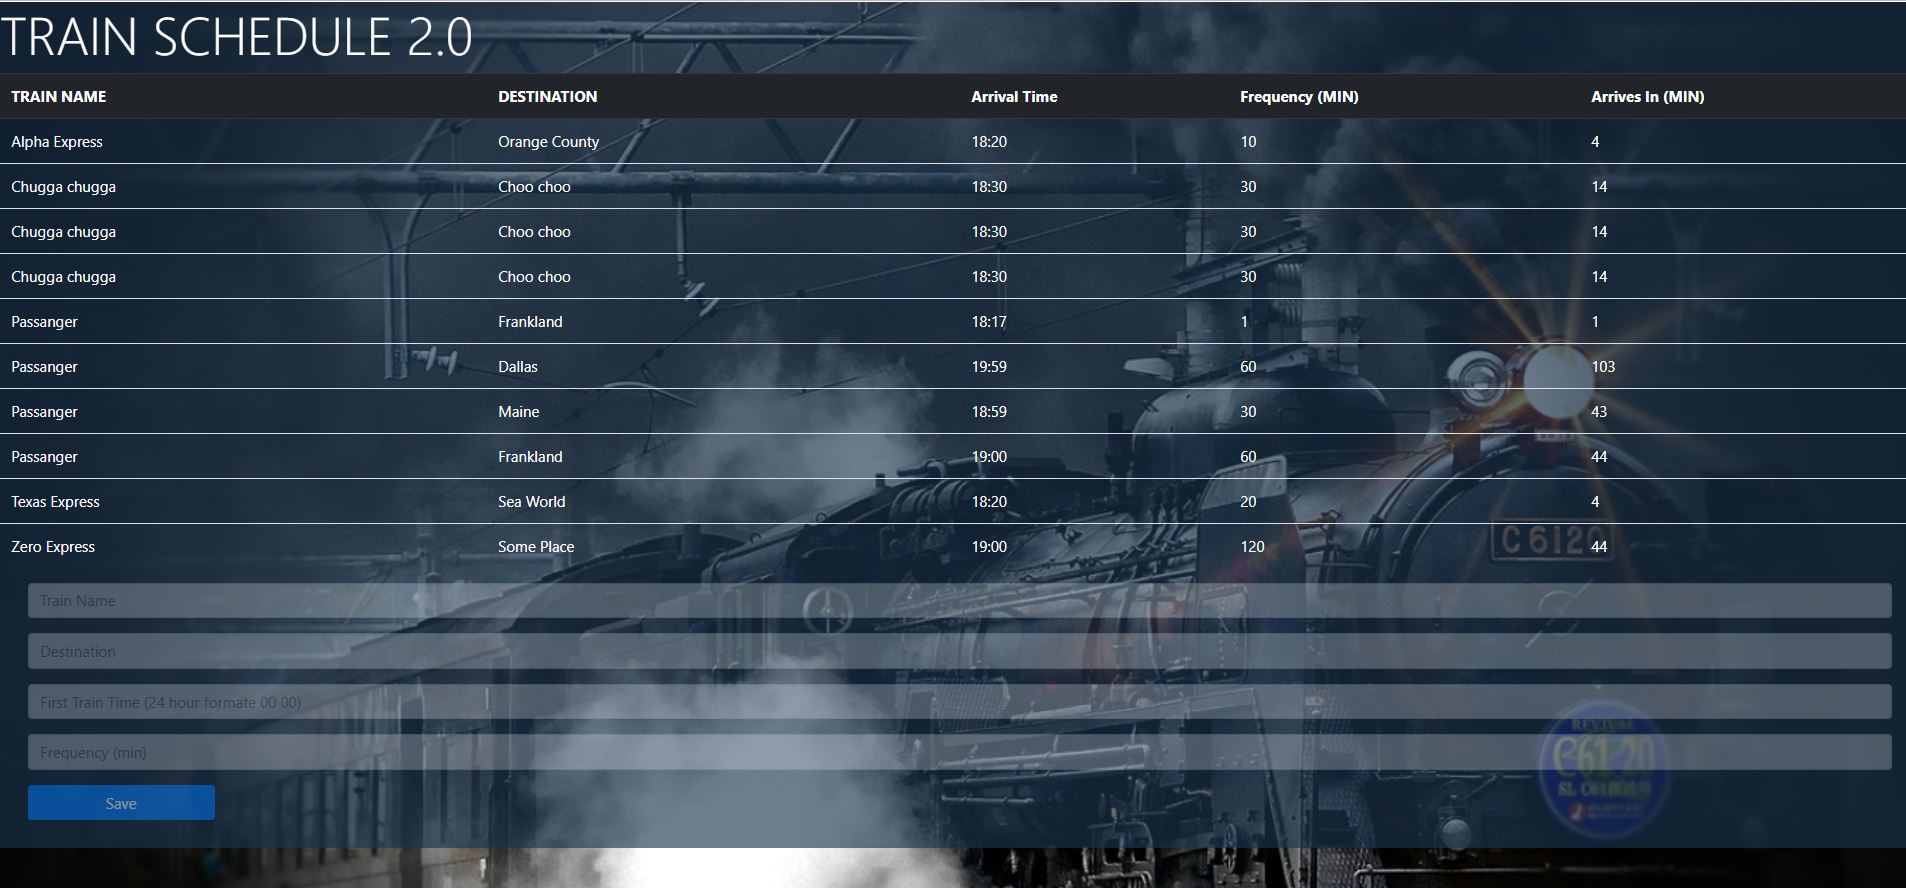 TRAIN SCHEDULE 2.0
TRAIN NAME DESTINATION Arrival Time Frequency (MIN) Arrives In (MIN)
Alpha Express Orange County 18:20 10 4
Chugga chugga Choo choo 18:30 30 14
Chugga chugga Choo choo 18:30 30 14
Chugga chugga Choo choo 18:30 30 14
Passanger Frankland 18:17 1 1
Passanger Dallas 19:59 60 103
Passanger Maine 18:59 30 43
Passanger Frankland 19:00 60 44
Texas Express Sea World 18:20 20 4
Zero Express Some Place 19:00 120 44
C 6120
Train Name
Destination
First Train Time (24 hour formate 00 00)
Frequency (min)
Save
REVIVAL
C61 20